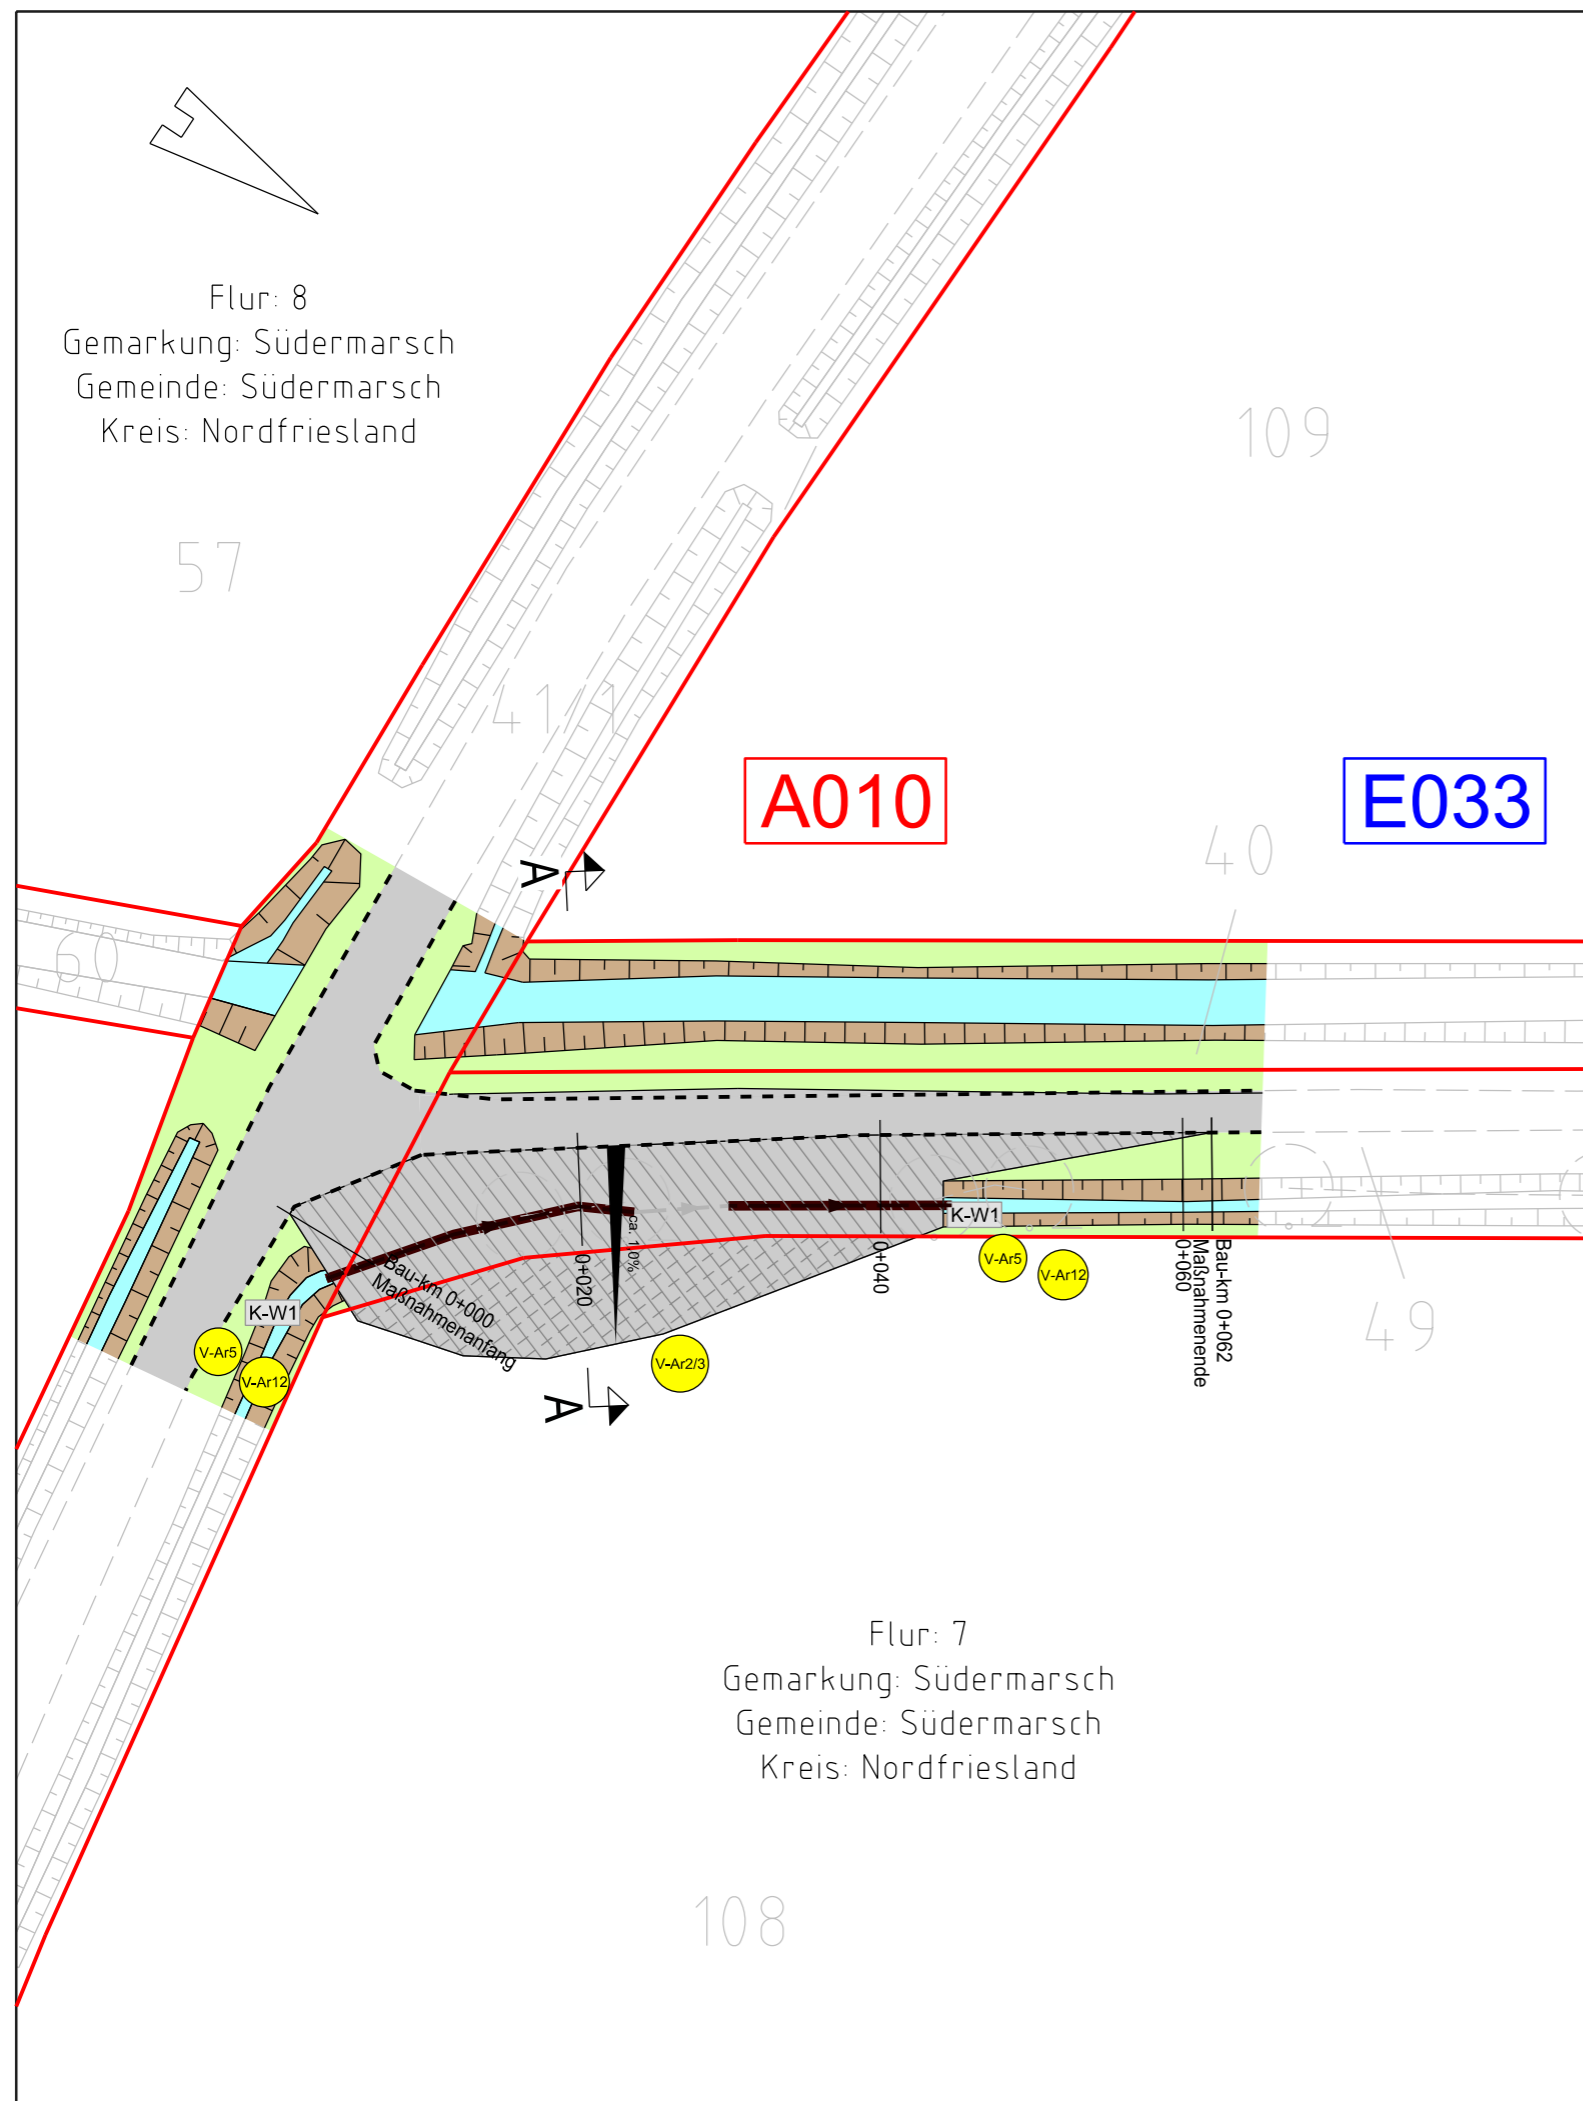 Flur: 8
Gemarkung: Südermarsch
Gemeinde: Südermarsch
Kreis: Nordfriesland
109
57
41/1
A010
E033
40
A
60
K-W1
K-W1
ca. 10%
0+020
0+040
0+060
Bau-km 0+062
Maßnahmenende
Bau-km 0+000
Maßnahmenanfang
V-Ar5
V-Ar12
V-Ar5
V-Ar12
V-Ar2/3
49
A
Flur: 7
Gemarkung: Südermarsch
Gemeinde: Südermarsch
Kreis: Nordfriesland
108